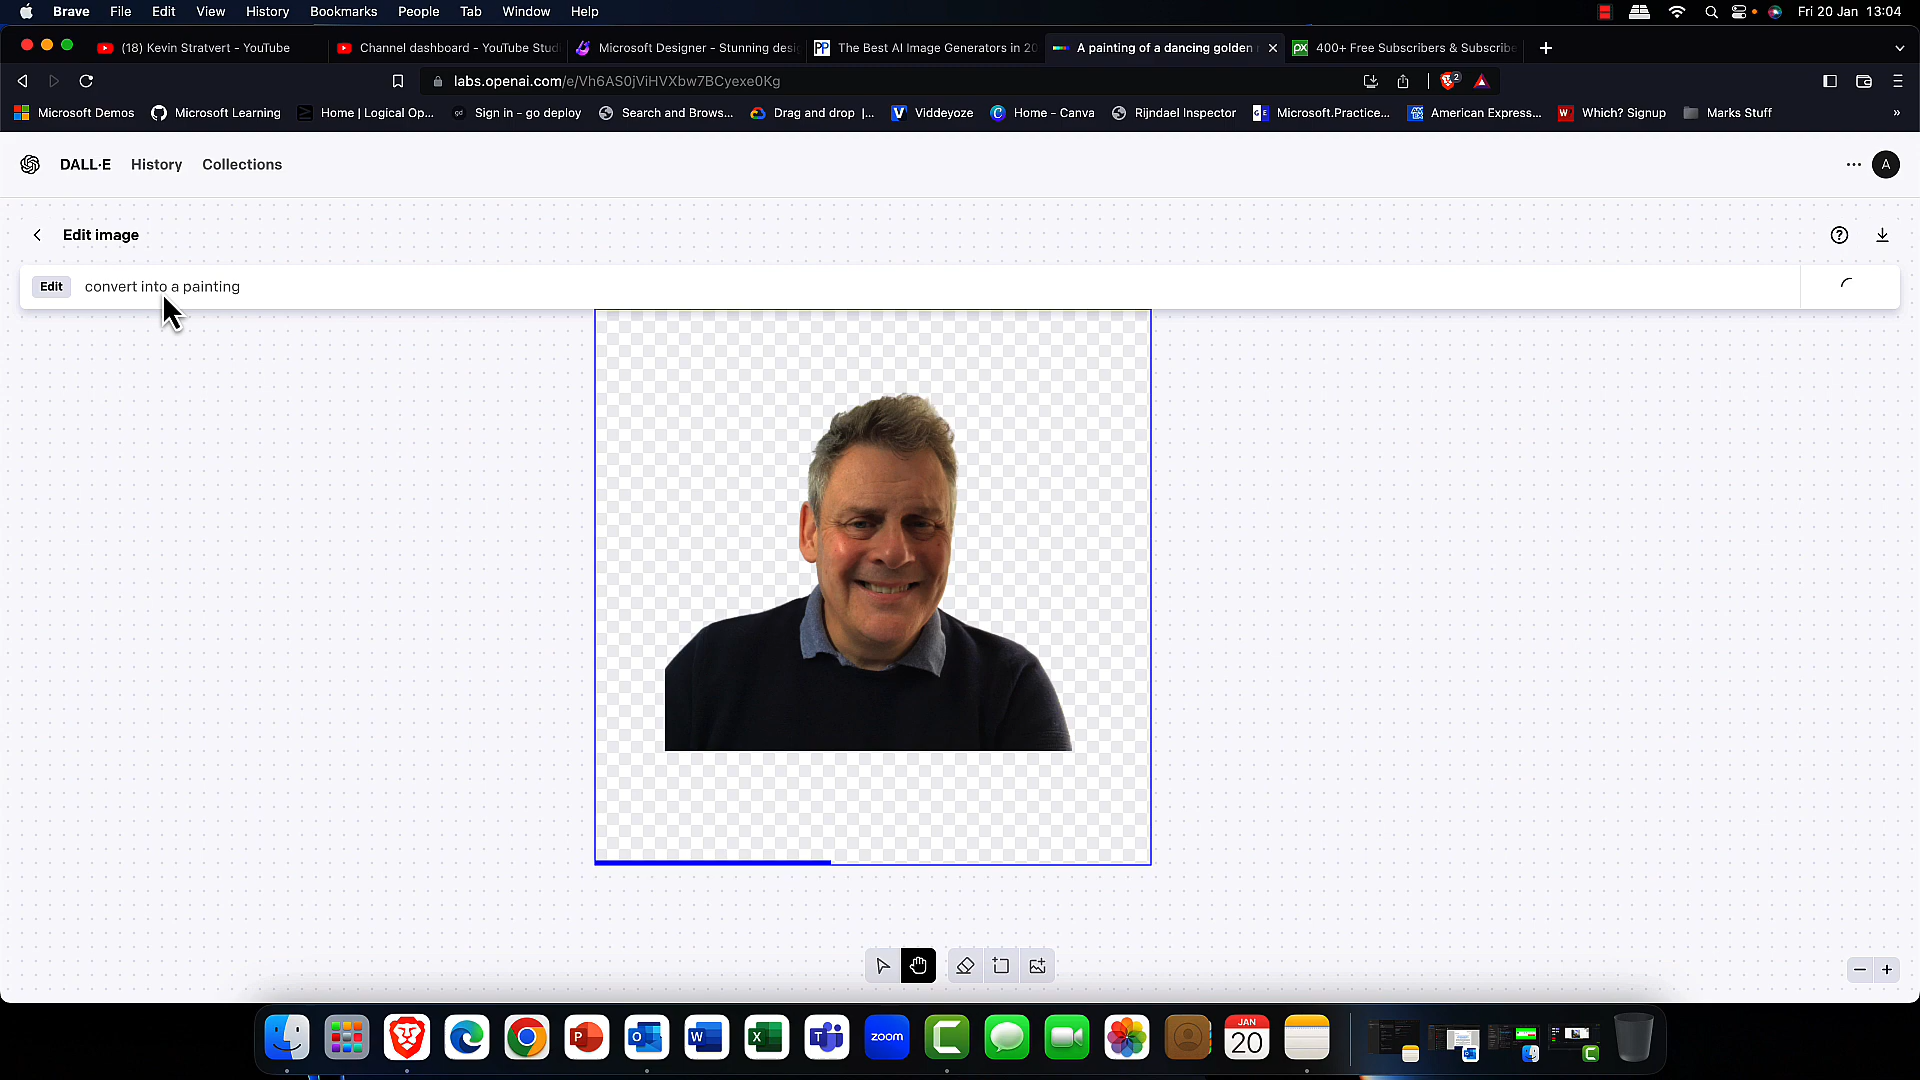 Brave File Edit View History Bookmarks People Tab Window Help Fri 20 Jan 13:04
(18) Kevin Stratvert - YouTube Channel dashboard - YouTube Studi Microsoft Designer - Stunning desi The Best AI Image Generators in 20 A painting of a dancing golden 400+ Free Subscribers & Subscribe
labs.openai.com/e/Vh6AS0jViHVXbw7BCyexe0Kg 2
Microsoft Demos Microsoft Learning Home | Logical Op... Sign in - go deploy Search and Brows... Drag and drop |... Viddeyoze Home - Canva Rijndael Inspector Microsoft.Practice... American Express... Which? Signup Marks Stuff »
DALL·E History Collections ··· A
Edit image
Edit convert into a painting
zoom JAN
20